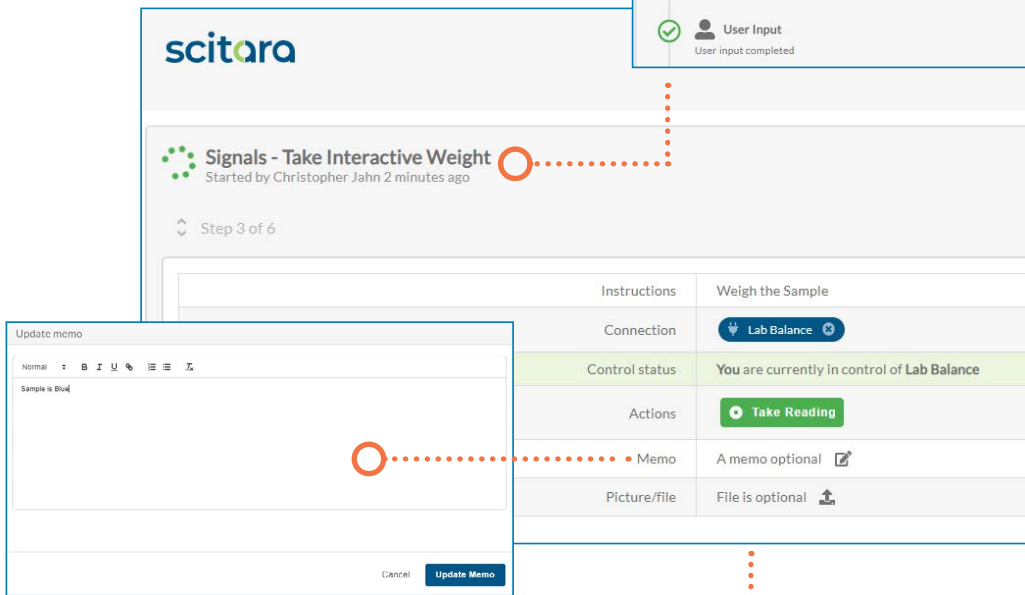 User Input
User input completed
scitara
Signals - Take Interactive Weight
Started by Christopher Jahn 2 minutes ago
Step 3 of 6
Instructions Weigh the Sample
Connection Lab Balance
Control status You are currently in control of Lab Balance
Actions Take Reading
Memo A memo optional
Picture/file File is optional
Update memo
Normal B I U
Sample is Blue
Cancel Update Memo